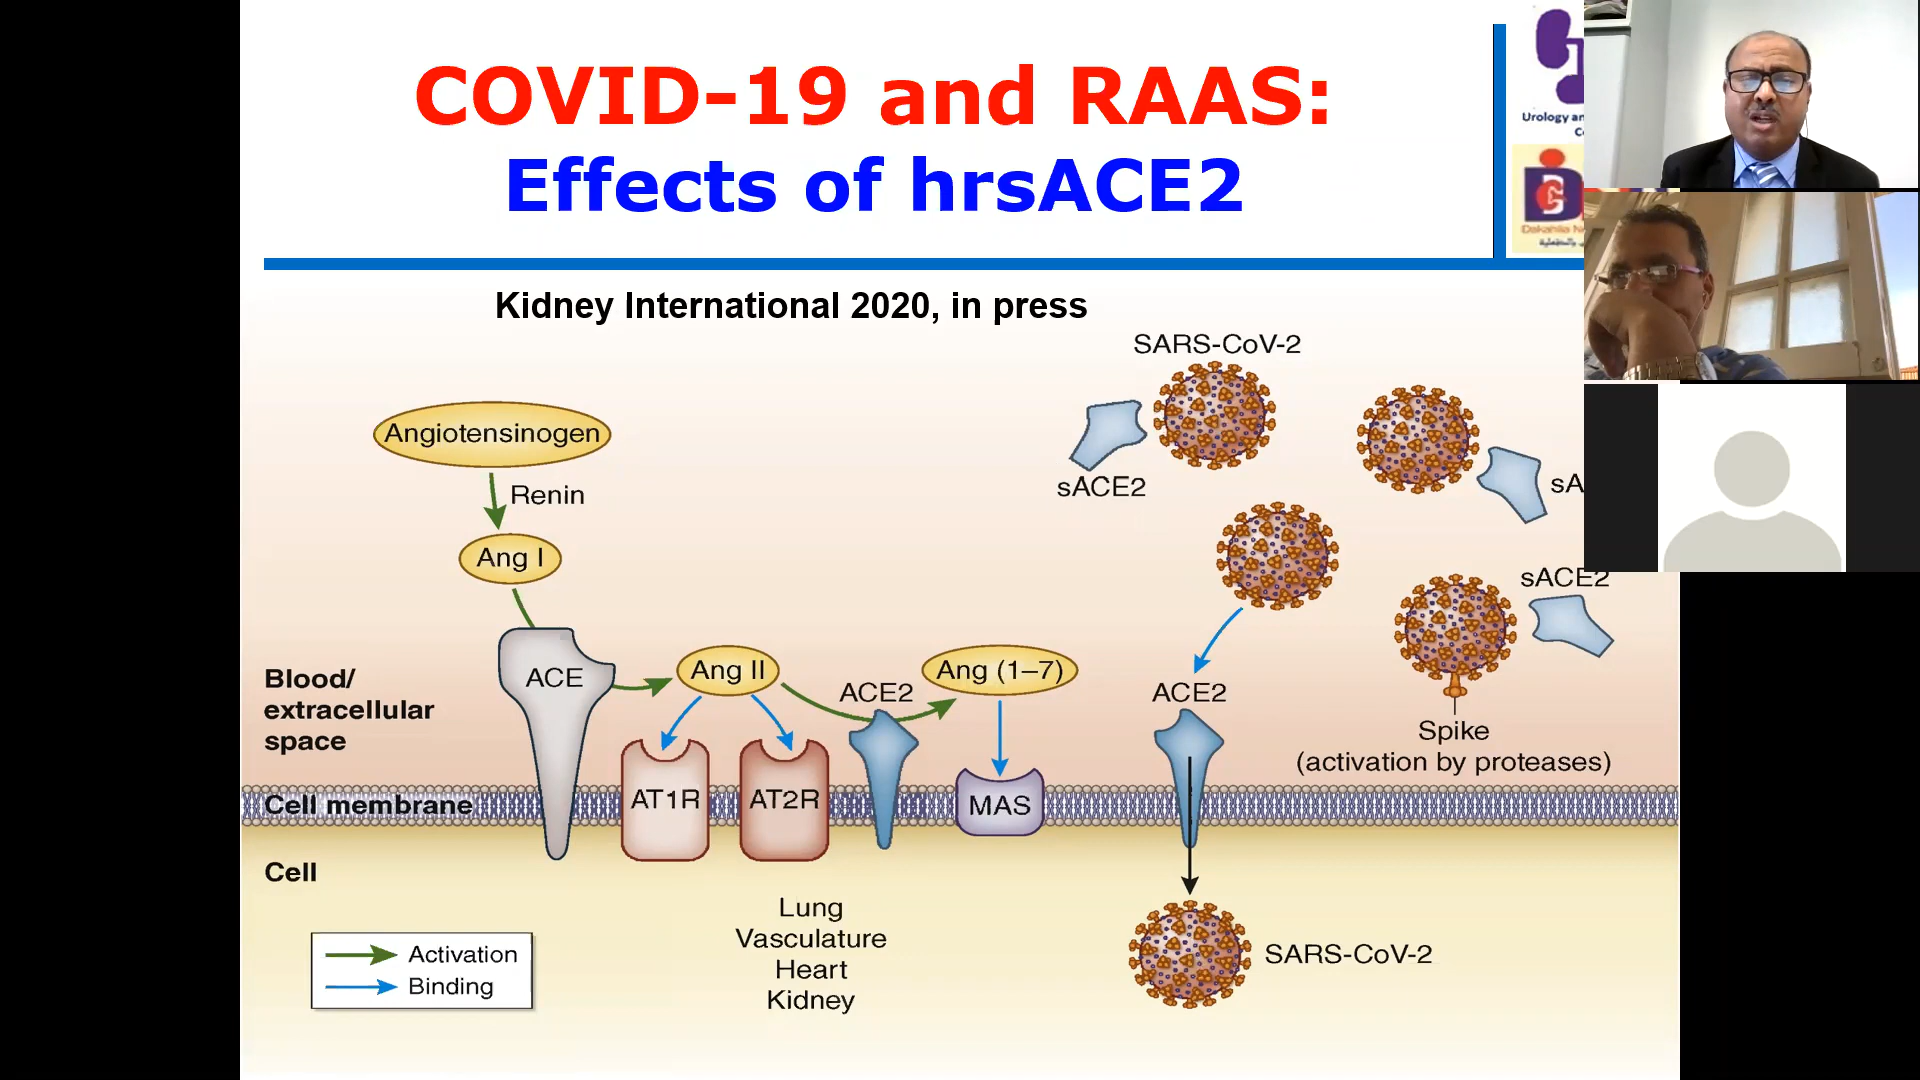 COVID-19 and RAAS:
Effects of hrsACE2
Urology an
Kidney International 2020, in press
SARS-CoV-2
Angiotensinogen
Renin
sACE2
sA
Ang I
sACE2
Blood/
extracellular
space
ACE
Ang II
ACE2
Ang (1–7)
ACE2
Spike
(activation by proteases)
Cell membrane
AT1R
AT2R
MAS
Cell
Lung
Vasculature
Heart
Kidney
Activation
Binding
SARS-CoV-2